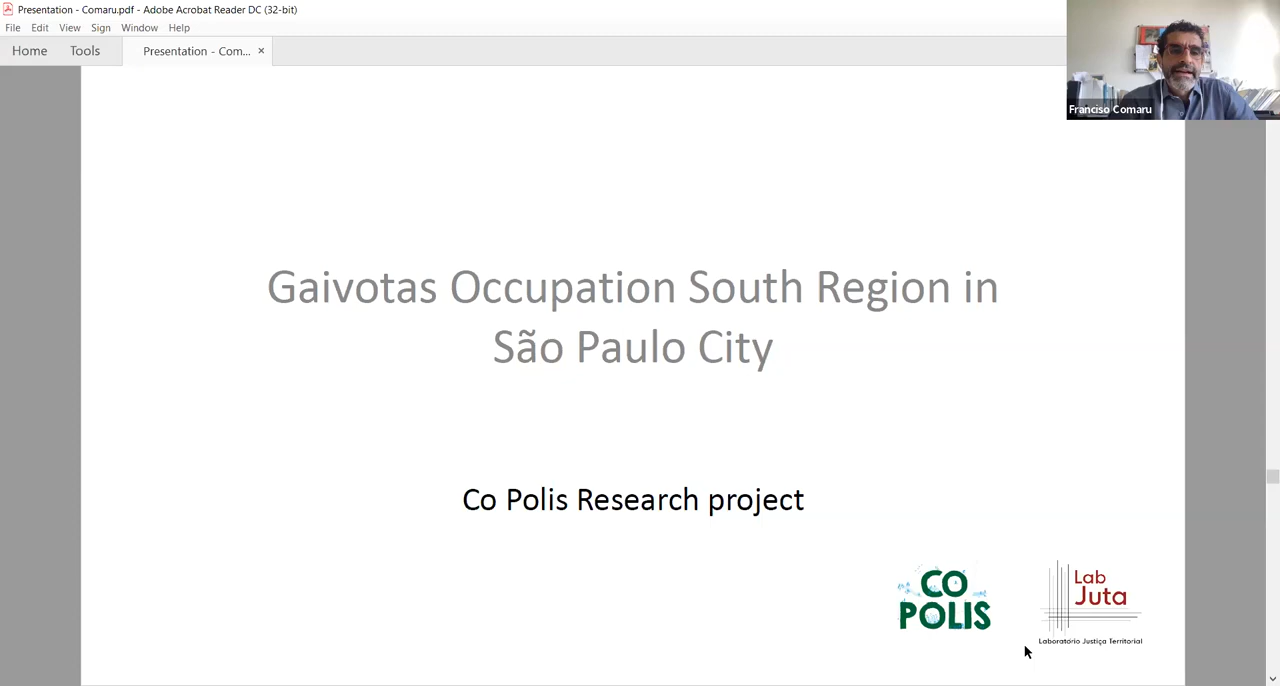 Presentation - Comaru.pdf - Adobe Acrobat Reader DC (32-bit)
File Edit View Sign Window Help
Home Tools Presentation - Com... ×
Franciso Comaru
Gaivotas Occupation South Region in
São Paulo City
Co Polis Research project
CO
POLIS
Lab
Juta
Laboratório Justiça Territorial